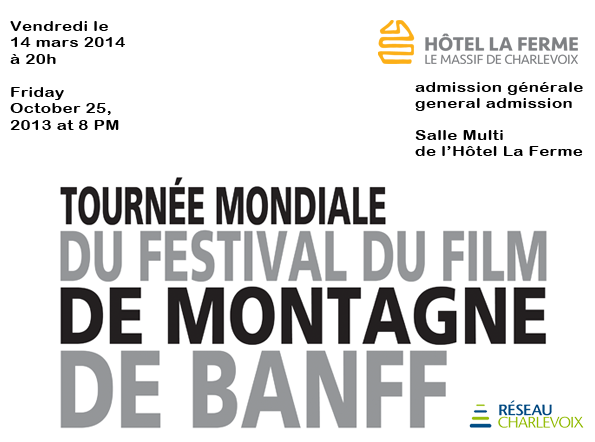 Vendredi le
14 mars 2014
à 20h
Friday
October 25,
2013 at 8 PM
HÔTEL LA FERME
LE MASSIF DE CHARLEVOIX
admission générale
general admission
Salle Multi
de l'Hôtel La Ferme
TOURNÉE MONDIALE
DU FESTIVAL DU FILM
DE MONTAGNE
DE BANFF
RÉSEAU
CHARLEVOIX